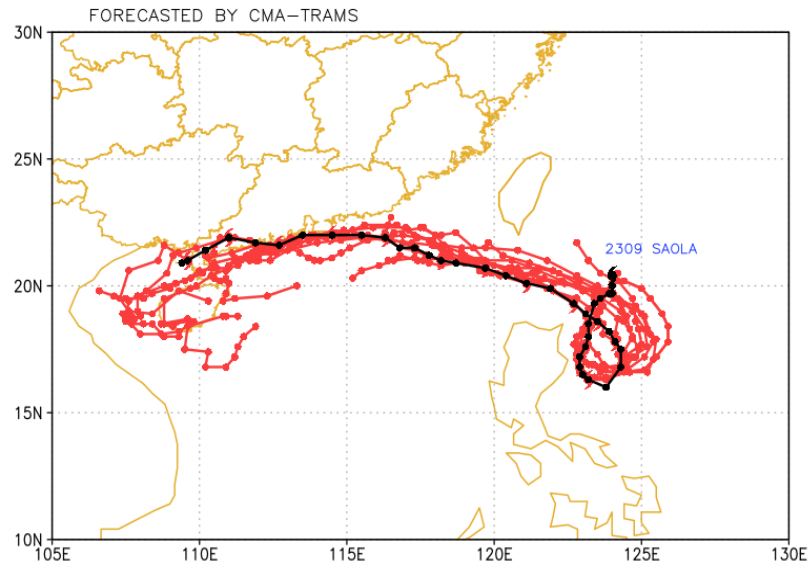 FORECASTED BY CMA-TRAMS
30N
25N
2309 SAOLA
20N
15N
10N
105E 110E 115E 120E 125E 130E